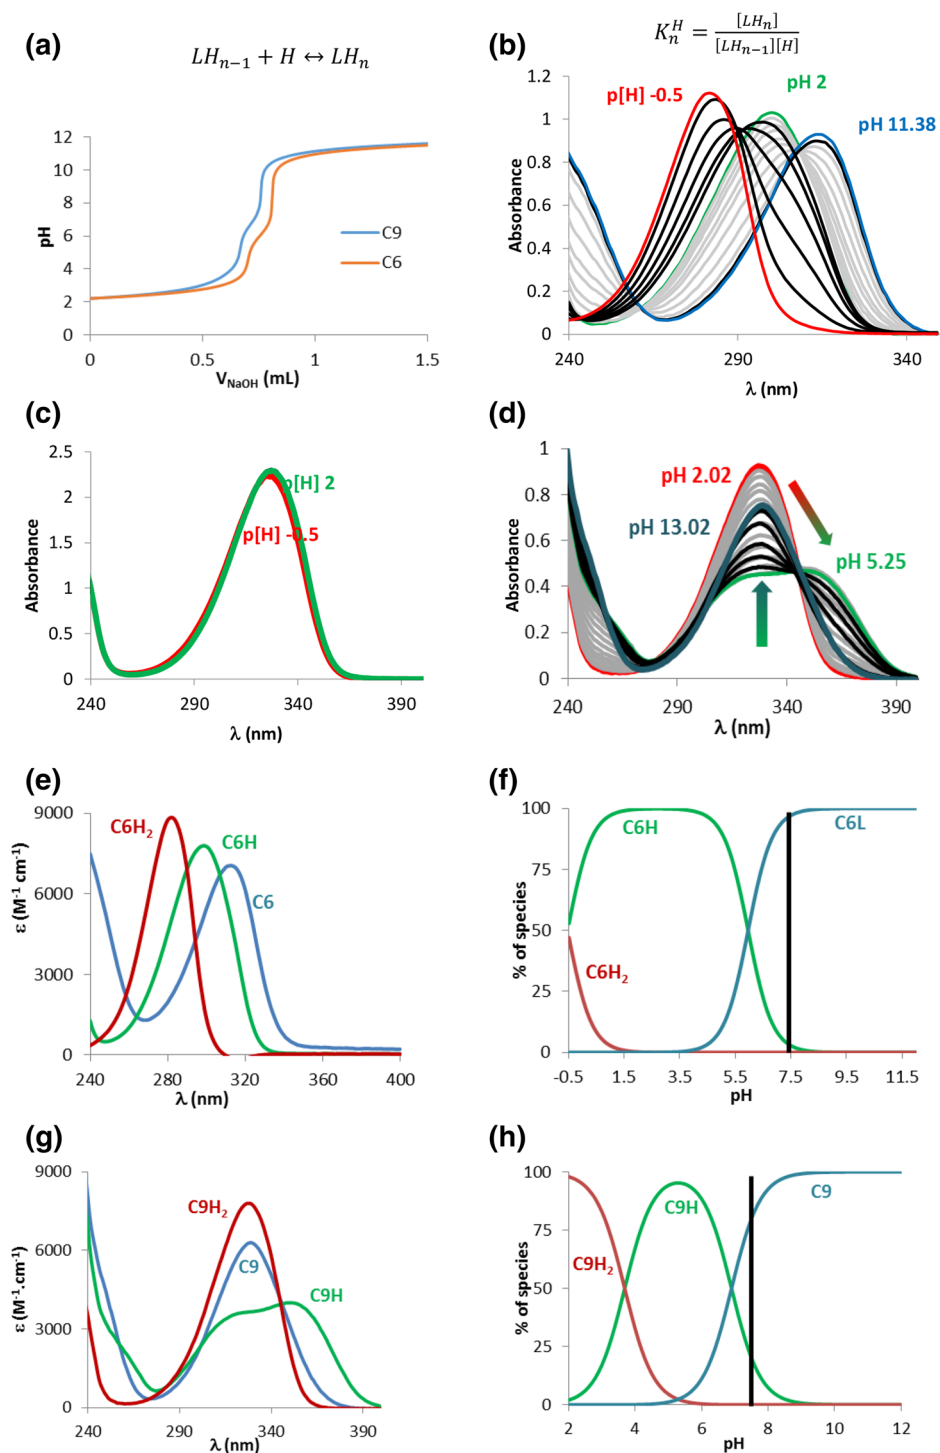 (a)
LHₙ₋₁ + H ↔ LHₙ
pH
12
10
8
6
4
2
0
C9
C6
0 0.5 1 1.5
V_NaOH (mL)
(b)
Kₙᴴ = [LHₙ] / [LHₙ₋₁][H]
p[H] -0.5
pH 2
pH 11.38
Absorbance
1.2
1
0.8
0.6
0.4
0.2
0
240 290 340
λ (nm)
(c)
Absorbance
2.5
2
1.5
1
0.5
0
p[H] 2
p[H] -0.5
240 290 340 390
λ (nm)
(d)
Absorbance
1
0.8
0.6
0.4
0.2
0
pH 2.02
pH 13.02
pH 5.25
240 290 340 390
λ (nm)
(e)
ε (M⁻¹ cm⁻¹)
9000
6000
3000
0
C6H₂
C6H
C6
240 280 320 360 400
λ (nm)
(f)
% of species
100
75
50
25
0
C6H
C6L
C6H₂
-0.5 1.5 3.5 5.5 7.5 9.5 11.5
pH
(g)
ε (M⁻¹.cm⁻¹)
9000
6000
3000
0
C9H₂
C9
C9H
240 290 340 390
λ (nm)
(h)
% of species
100
75
50
25
0
C9H
C9
C9H₂
2 4 6 8 10 12
pH